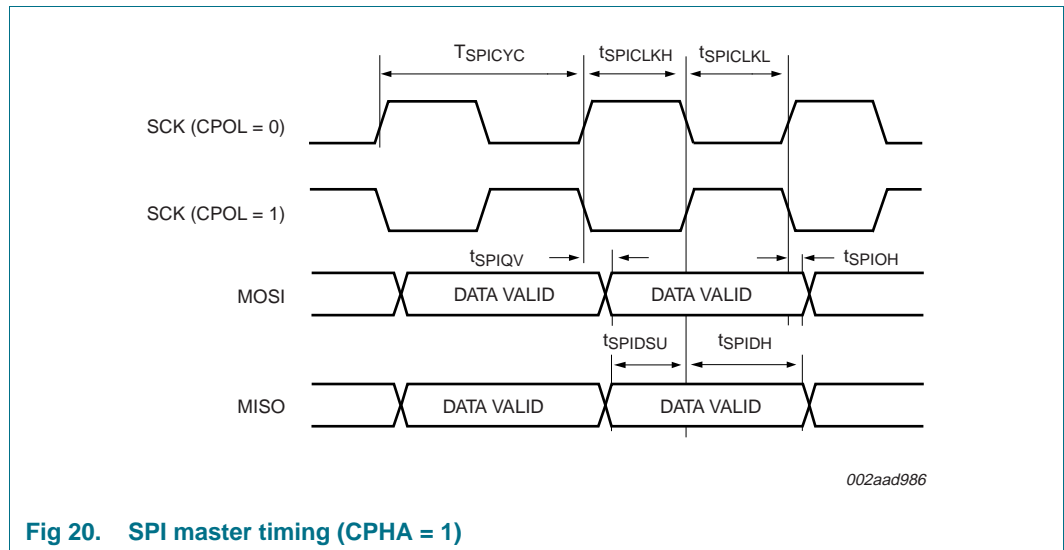 TSPICYC tSPICLKH tSPICLKL
SCK (CPOL = 0)
SCK (CPOL = 1)
tSPIQV tSPIOH
MOSI DATA VALID DATA VALID
tSPIDSU tSPIDH
MISO DATA VALID DATA VALID
002aad986
Fig 20. SPI master timing (CPHA = 1)